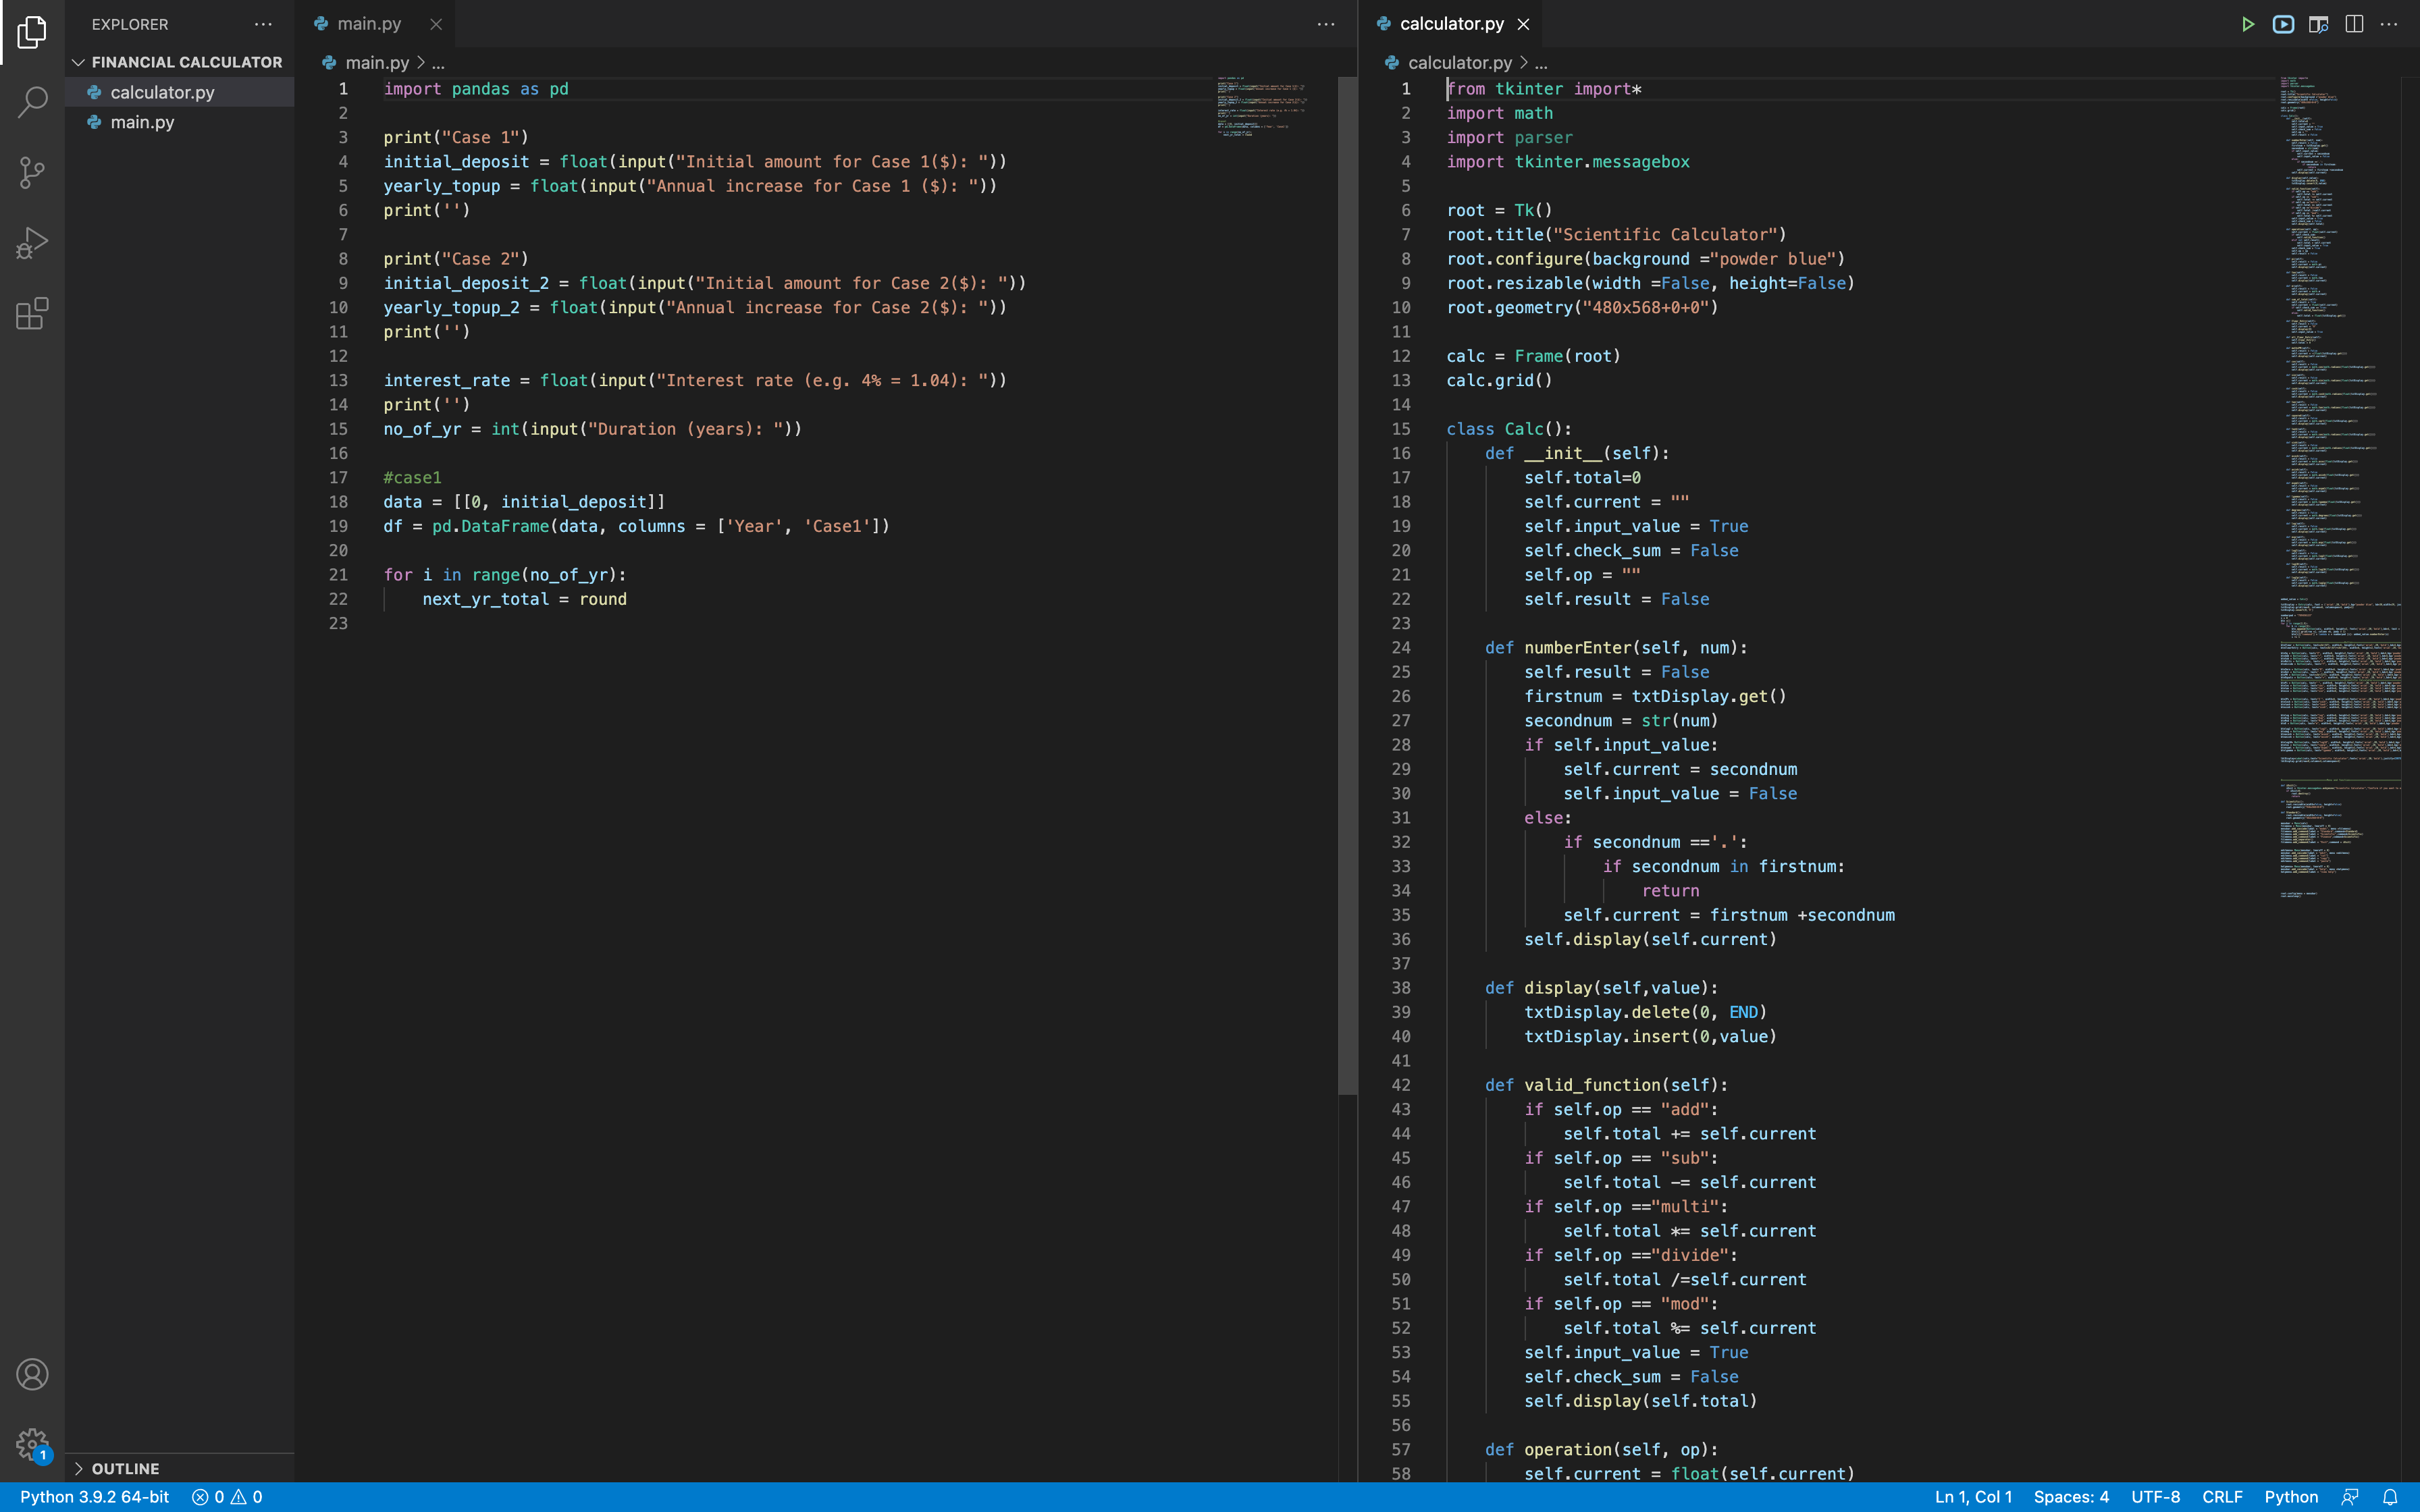 EXPLORER
FINANCIAL CALCULATOR
calculator.py
main.py
OUTLINE
main.py
main.py > ...
1 import pandas as pd
2
3 print("Case 1")
4 initial_deposit = float(input("Initial amount for Case 1($): "))
5 yearly_topup = float(input("Annual increase for Case 1 ($): "))
6 print('')
7
8 print("Case 2")
9 initial_deposit_2 = float(input("Initial amount for Case 2($): "))
10 yearly_topup_2 = float(input("Annual increase for Case 2($): "))
11 print('')
12
13 interest_rate = float(input("Interest rate (e.g. 4% = 1.04): "))
14 print('')
15 no_of_yr = int(input("Duration (years): "))
16
17 #case1
18 data = [[0, initial_deposit]]
19 df = pd.DataFrame(data, columns = ['Year', 'Case1'])
20
21 for i in range(no_of_yr):
22     next_yr_total = round
23
calculator.py
calculator.py > ...
1 from tkinter import*
2 import math
3 import parser
4 import tkinter.messagebox
5
6 root = Tk()
7 root.title("Scientific Calculator")
8 root.configure(background ="powder blue")
9 root.resizable(width =False, height=False)
10 root.geometry("480x568+0+0")
11
12 calc = Frame(root)
13 calc.grid()
14
15 class Calc():
16     def __init__(self):
17         self.total=0
18         self.current = ""
19         self.input_value = True
20         self.check_sum = False
21         self.op = ""
22         self.result = False
23
24     def numberEnter(self, num):
25         self.result = False
26         firstnum = txtDisplay.get()
27         secondnum = str(num)
28         if self.input_value:
29             self.current = secondnum
30             self.input_value = False
31         else:
32             if secondnum =='.':
33                 if secondnum in firstnum:
34                     return
35             self.current = firstnum +secondnum
36         self.display(self.current)
37
38     def display(self,value):
39         txtDisplay.delete(0, END)
40         txtDisplay.insert(0,value)
41
42     def valid_function(self):
43         if self.op == "add":
44             self.total += self.current
45         if self.op == "sub":
46             self.total -= self.current
47         if self.op =="multi":
48             self.total *= self.current
49         if self.op =="divide":
50             self.total /=self.current
51         if self.op == "mod":
52             self.total %= self.current
53         self.input_value = True
54         self.check_sum = False
55         self.display(self.total)
56
57     def operation(self, op):
58         self.current = float(self.current)
1
Python 3.9.2 64-bit 0 0 Ln 1, Col 1 Spaces: 4 UTF-8 CRLF Python